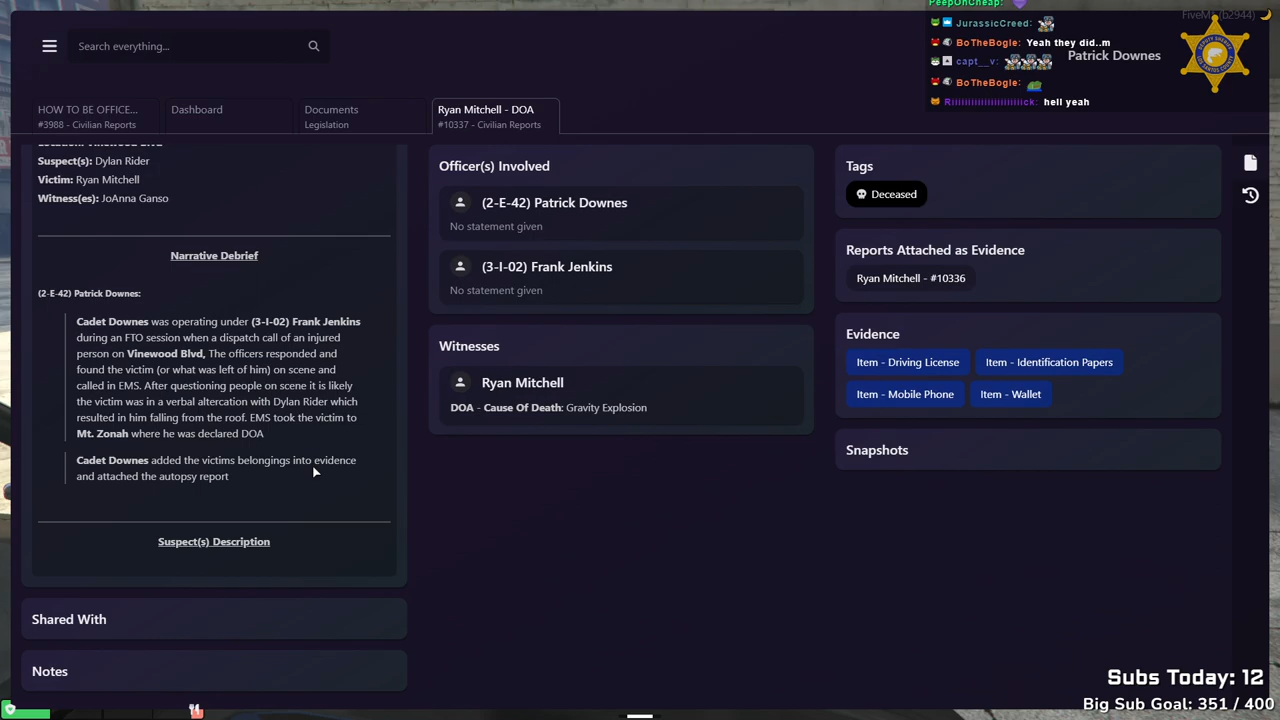 PeepOnCheap:
FiveM (b2944)
JurassicCreed:
BoTheBogle: Yeah they did..m
capt__v:
BoTheBogle:
Riiiiiiiiiiiiiiiiiiiick: hell yeah
Patrick Downes
Search everything...
HOW TO BE OFFICE...
#3988 - Civilian Reports
Dashboard
Documents
Legislation
Ryan Mitchell - DOA
#10337 - Civilian Reports
Location: Vinewood Blvd
Suspect(s): Dylan Rider
Victim: Ryan Mitchell
Witness(es): JoAnna Ganso
Narrative Debrief
(2-E-42) Patrick Downes:
Cadet Downes was operating under (3-I-02) Frank Jenkins
during an FTO session when a dispatch call of an injured
person on Vinewood Blvd, The officers responded and
found the victim (or what was left of him) on scene and
called in EMS. After questioning people on scene it is likely
the victim was in a verbal altercation with Dylan Rider which
resulted in him falling from the roof. EMS took the victim to
Mt. Zonah where he was declared DOA
Cadet Downes added the victims belongings into evidence
and attached the autopsy report
Suspect(s) Description
Shared With
Notes
Officer(s) Involved
(2-E-42) Patrick Downes
No statement given
(3-I-02) Frank Jenkins
No statement given
Witnesses
Ryan Mitchell
DOA - Cause Of Death: Gravity Explosion
Tags
Deceased
Reports Attached as Evidence
Ryan Mitchell - #10336
Evidence
Item - Driving License
Item - Identification Papers
Item - Mobile Phone
Item - Wallet
Snapshots
Subs Today: 12
Big Sub Goal: 351 / 400